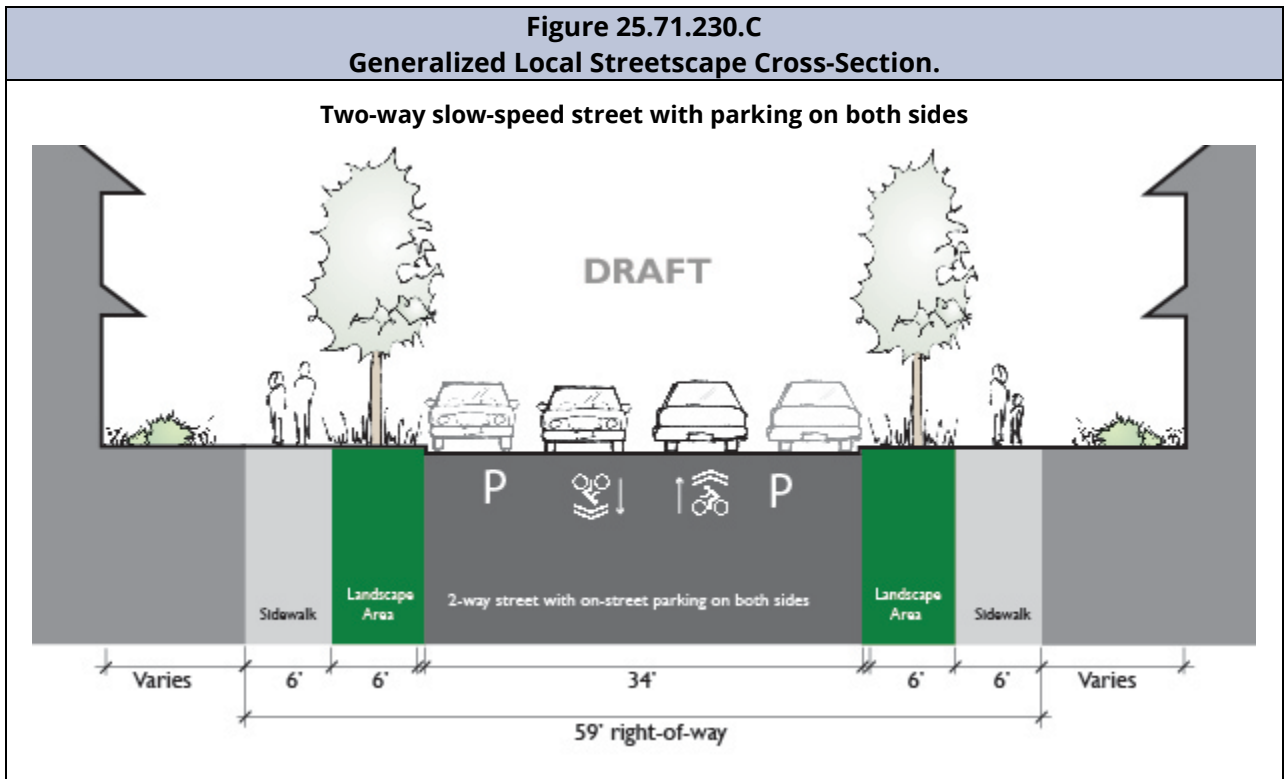 Figure 25.71.230.C
Generalized Local Streetscape Cross-Section.
Two-way slow-speed street with parking on both sides
DRAFT
P
P
Sidewalk
Landscape
Area
2-way street with on-street parking on both sides
Landscape
Area
Sidewalk
Varies
6'
6'
34'
6'
6'
Varies
59' right-of-way